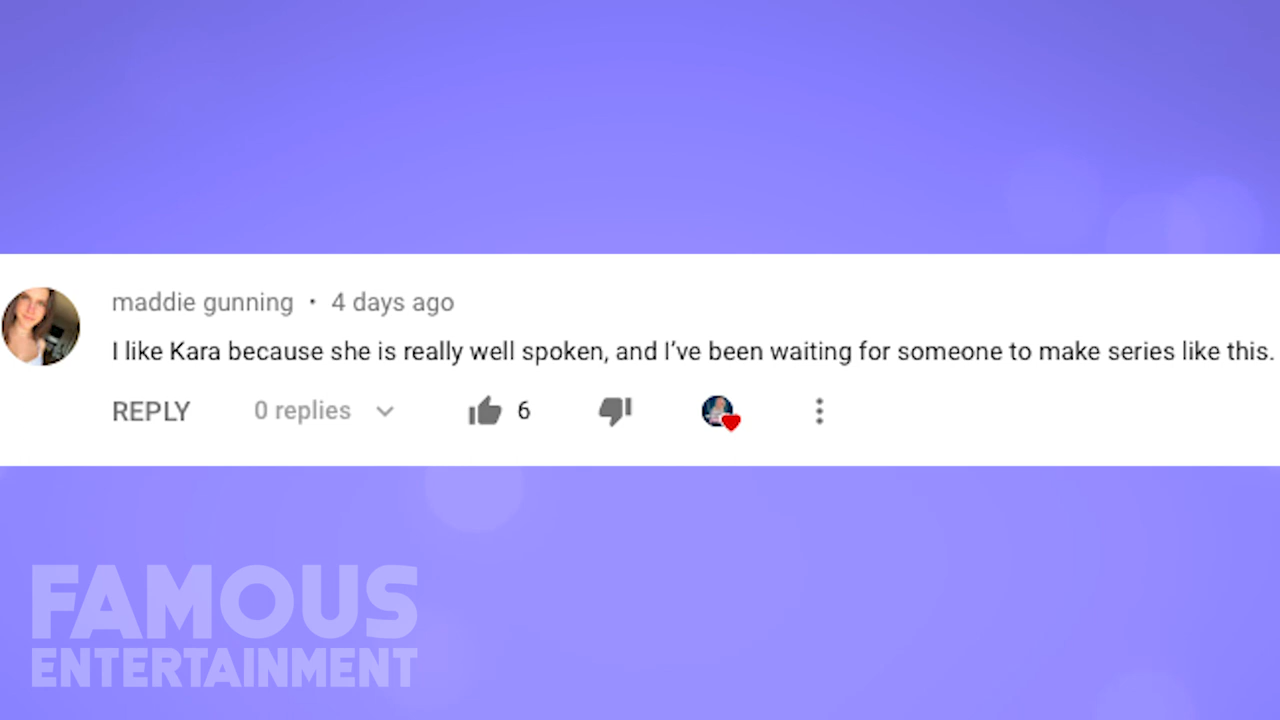 maddie gunning • 4 days ago
I like Kara because she is really well spoken, and I’ve been waiting for someone to make series like this.
REPLY 0 replies 6
FAMOUS
ENTERTAINMENT